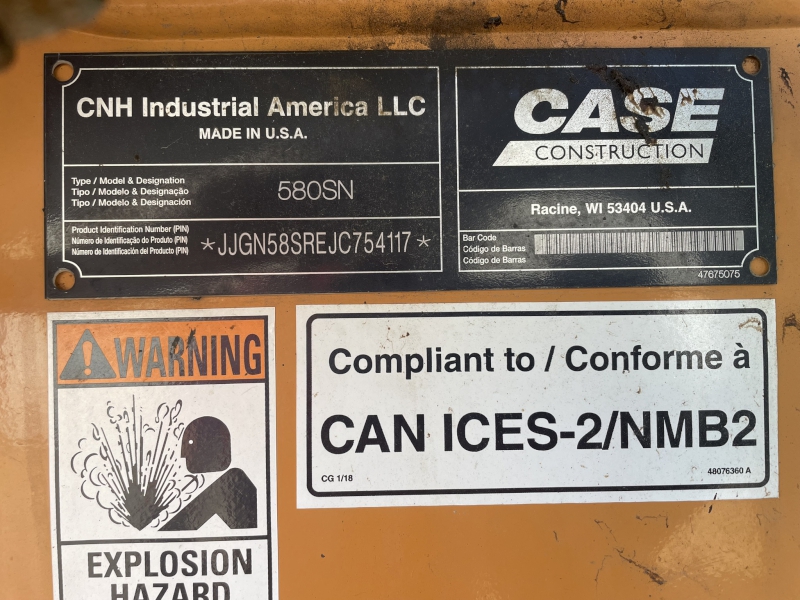 CNH Industrial America LLC
MADE IN U.S.A.
Type / Model & Designation
Tipo / Modelo & Designação
Tipo / Modelo & Designación
580SN
Product Identification Number (PIN)
Número de Identificação do Produto (PIN)
Número de Identificación del Producto (PIN)
*JJGN58SREJC754117*
CASE
CONSTRUCTION
Racine, WI 53404 U.S.A.
Bar Code
Código de Barras
Código de Barras
47675075
WARNING
EXPLOSION
HAZARD
Compliant to / Conforme à
CAN ICES-2/NMB2
CG 1/18
48076360 A